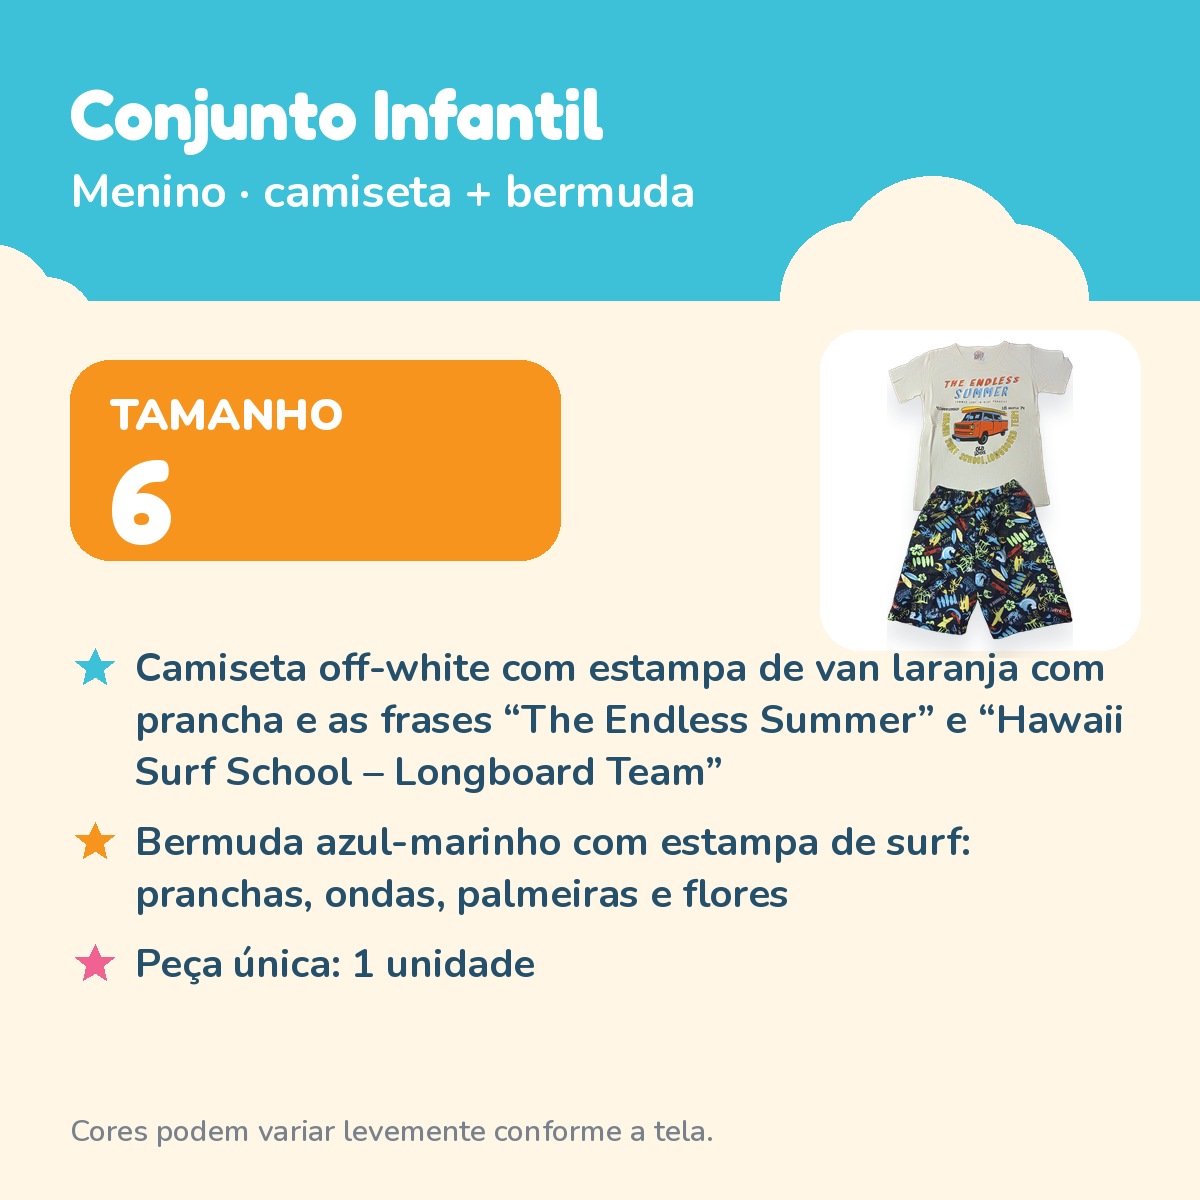 Conjunto Infantil
Menino · camiseta + bermuda
TAMANHO
6
THE ENDLESS
SUMMER
Camiseta off-white com estampa de van laranja com
prancha e as frases “The Endless Summer” e “Hawaii
Surf School – Longboard Team”
Bermuda azul-marinho com estampa de surf:
pranchas, ondas, palmeiras e flores
Peça única: 1 unidade
Cores podem variar levemente conforme a tela.